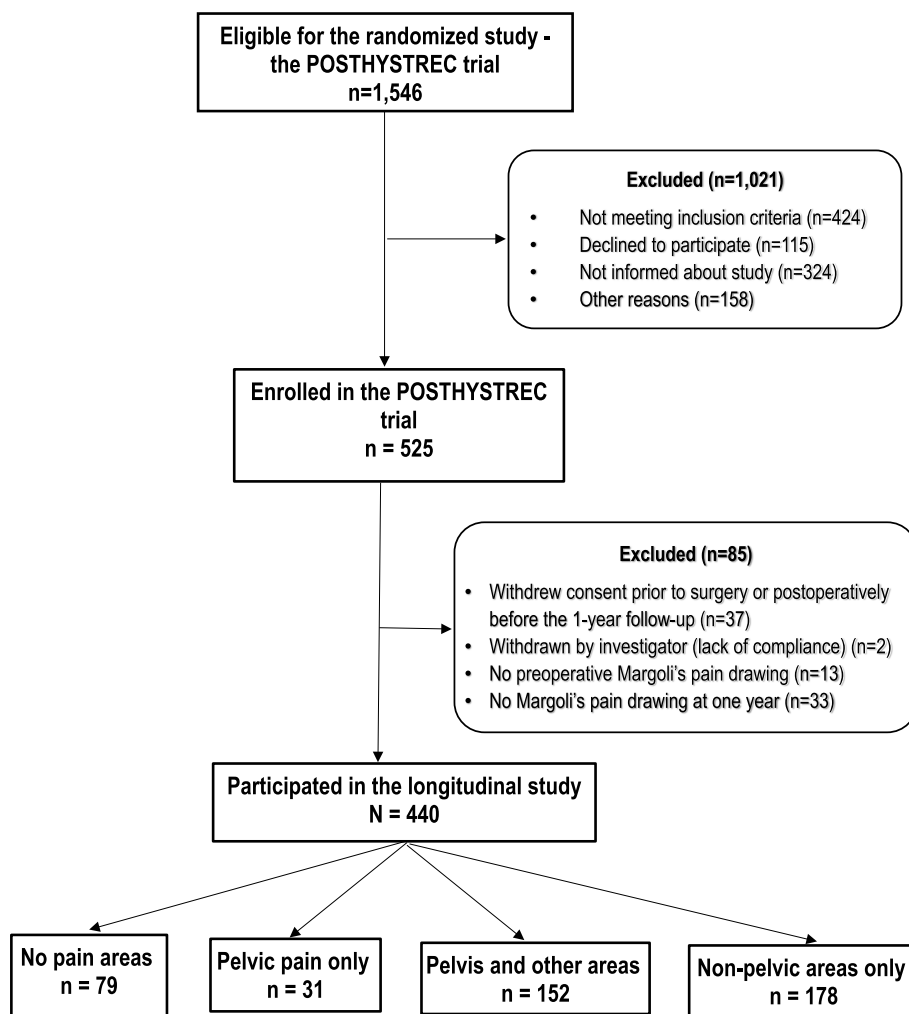 Eligible for the randomized study -
the POSTHYSTREC trial
n=1,546
Excluded (n=1,021)
• Not meeting inclusion criteria (n=424)
• Declined to participate (n=115)
• Not informed about study (n=324)
• Other reasons (n=158)
Enrolled in the POSTHYSTREC
trial
n = 525
Excluded (n=85)
• Withdrew consent prior to surgery or postoperatively
before the 1-year follow-up (n=37)
• Withdrawn by investigator (lack of compliance) (n=2)
• No preoperative Margoli's pain drawing (n=13)
• No Margoli's pain drawing at one year (n=33)
Participated in the longitudinal study
N = 440
No pain areas
n = 79
Pelvic pain only
n = 31
Pelvis and other areas
n = 152
Non-pelvic areas only
n = 178